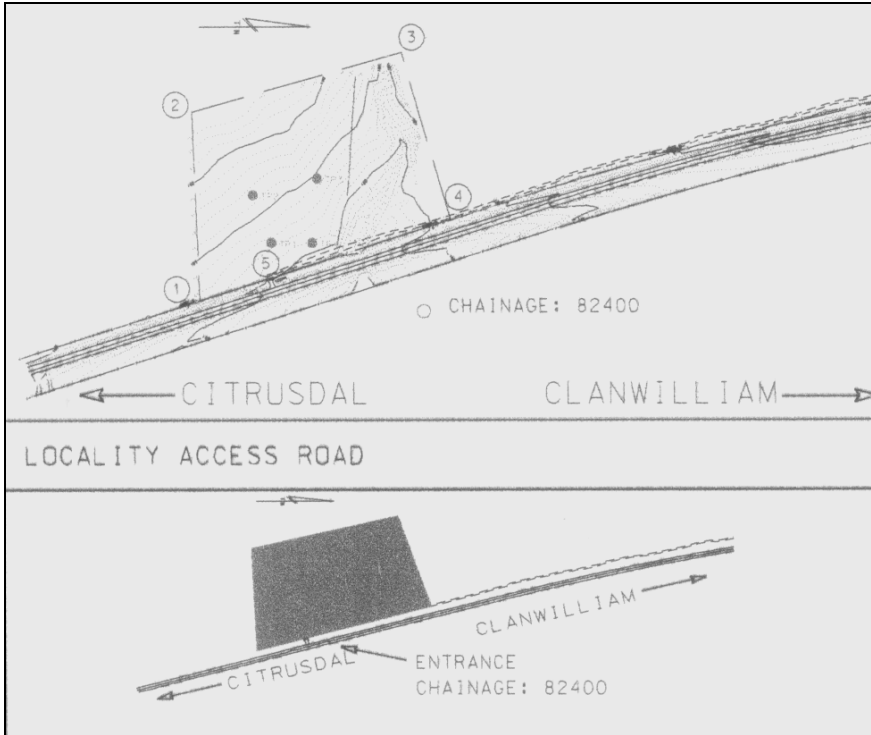 3
2
4
5
1
CHAINAGE: 82400
CITRUSDAL
CLANWILLIAM
LOCALITY ACCESS ROAD
CLANWILLIAM
CITRUSDAL
ENTRANCE
CHAINAGE: 82400